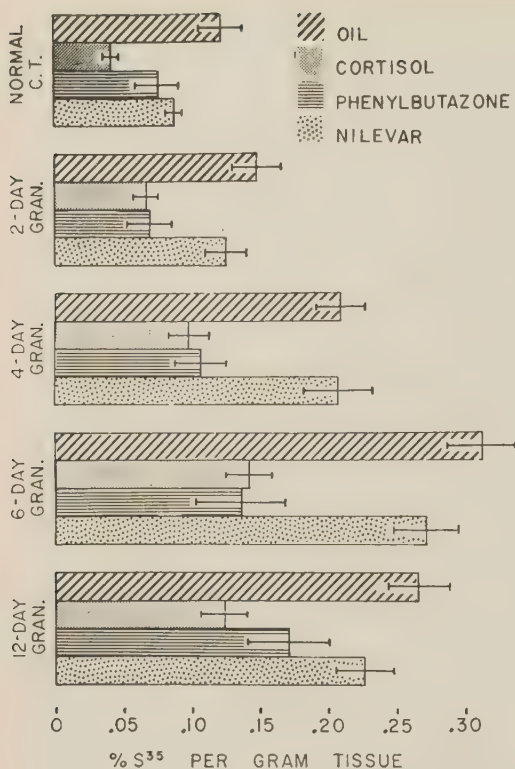 OIL
CORTISOL
PHENYLBUTAZONE
NILEVAR
NORMAL
C.T.
2-DAY
GRAN.
4-DAY
GRAN.
6-DAY
GRAN.
12-DAY
GRAN.
0 .05 .10 .15 .20 .25 .30
% S³⁵ PER GRAM TISSUE